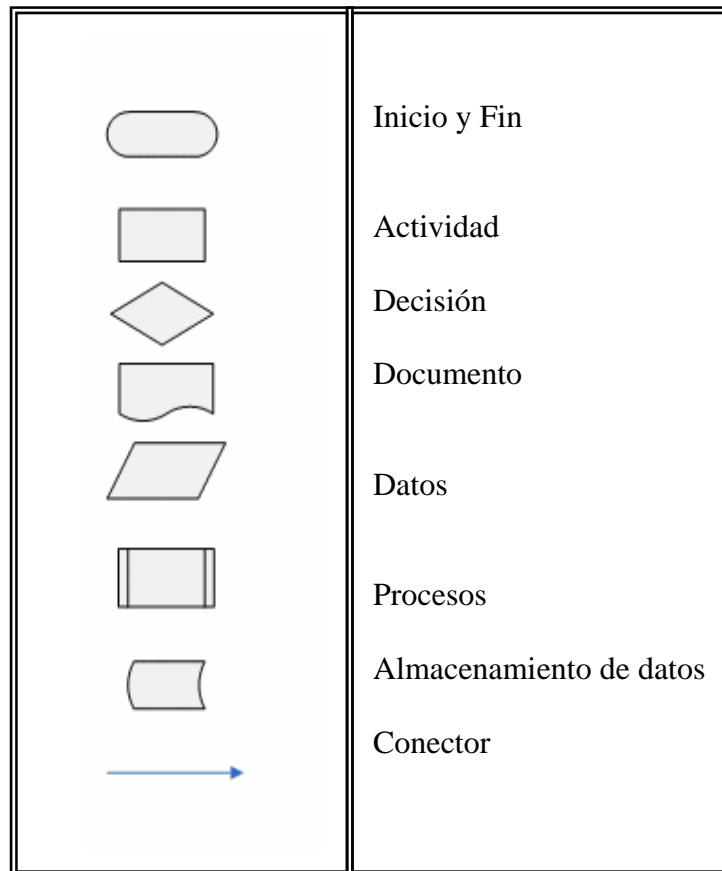 Inicio y Fin
Actividad
Decisión
Documento
Datos
Procesos
Almacenamiento de datos
Conector